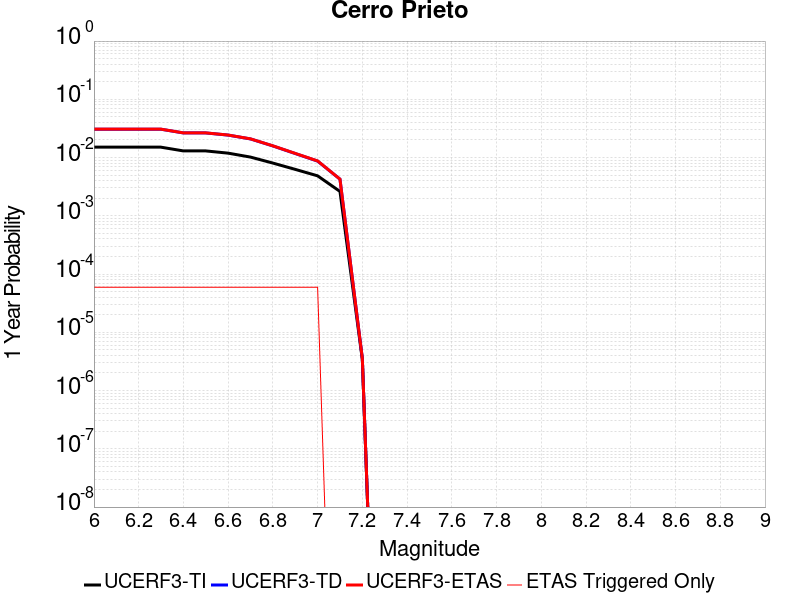 Cerro Prieto
10^0
10^-1
10^-2
10^-3
10^-4
10^-5
10^-6
10^-7
10^-8
1 Year Probability
6 6.2 6.4 6.6 6.8 7 7.2 7.4 7.6 7.8 8 8.2 8.4 8.6 8.8 9
Magnitude
UCERF3-TI UCERF3-TD UCERF3-ETAS ETAS Triggered Only